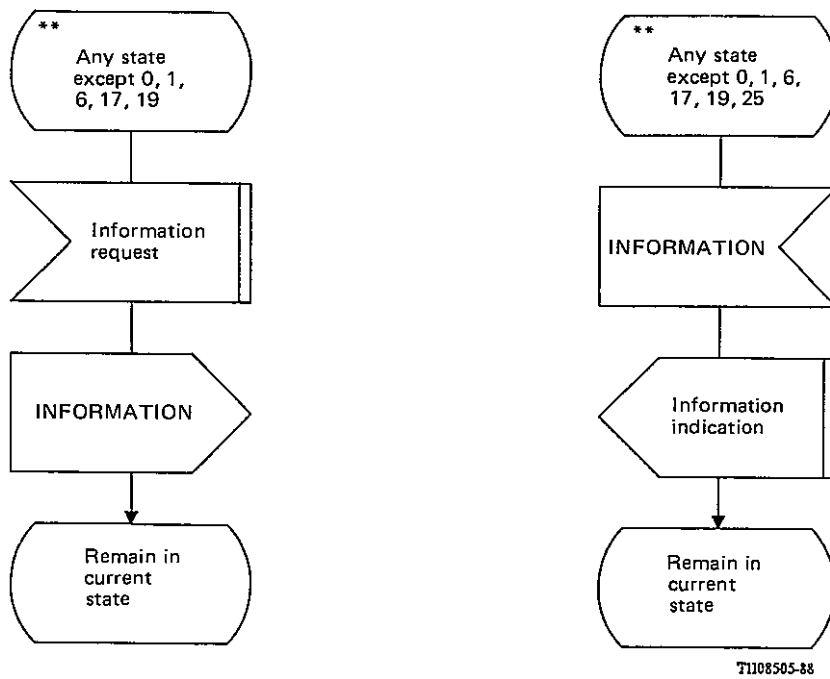 **
Any state
except 0, 1,
6, 17, 19
Information
request
INFORMATION
Remain in
current
state
**
Any state
except 0, 1, 6,
17, 19, 25
INFORMATION
Information
indication
Remain in
current
state
T1108505-88